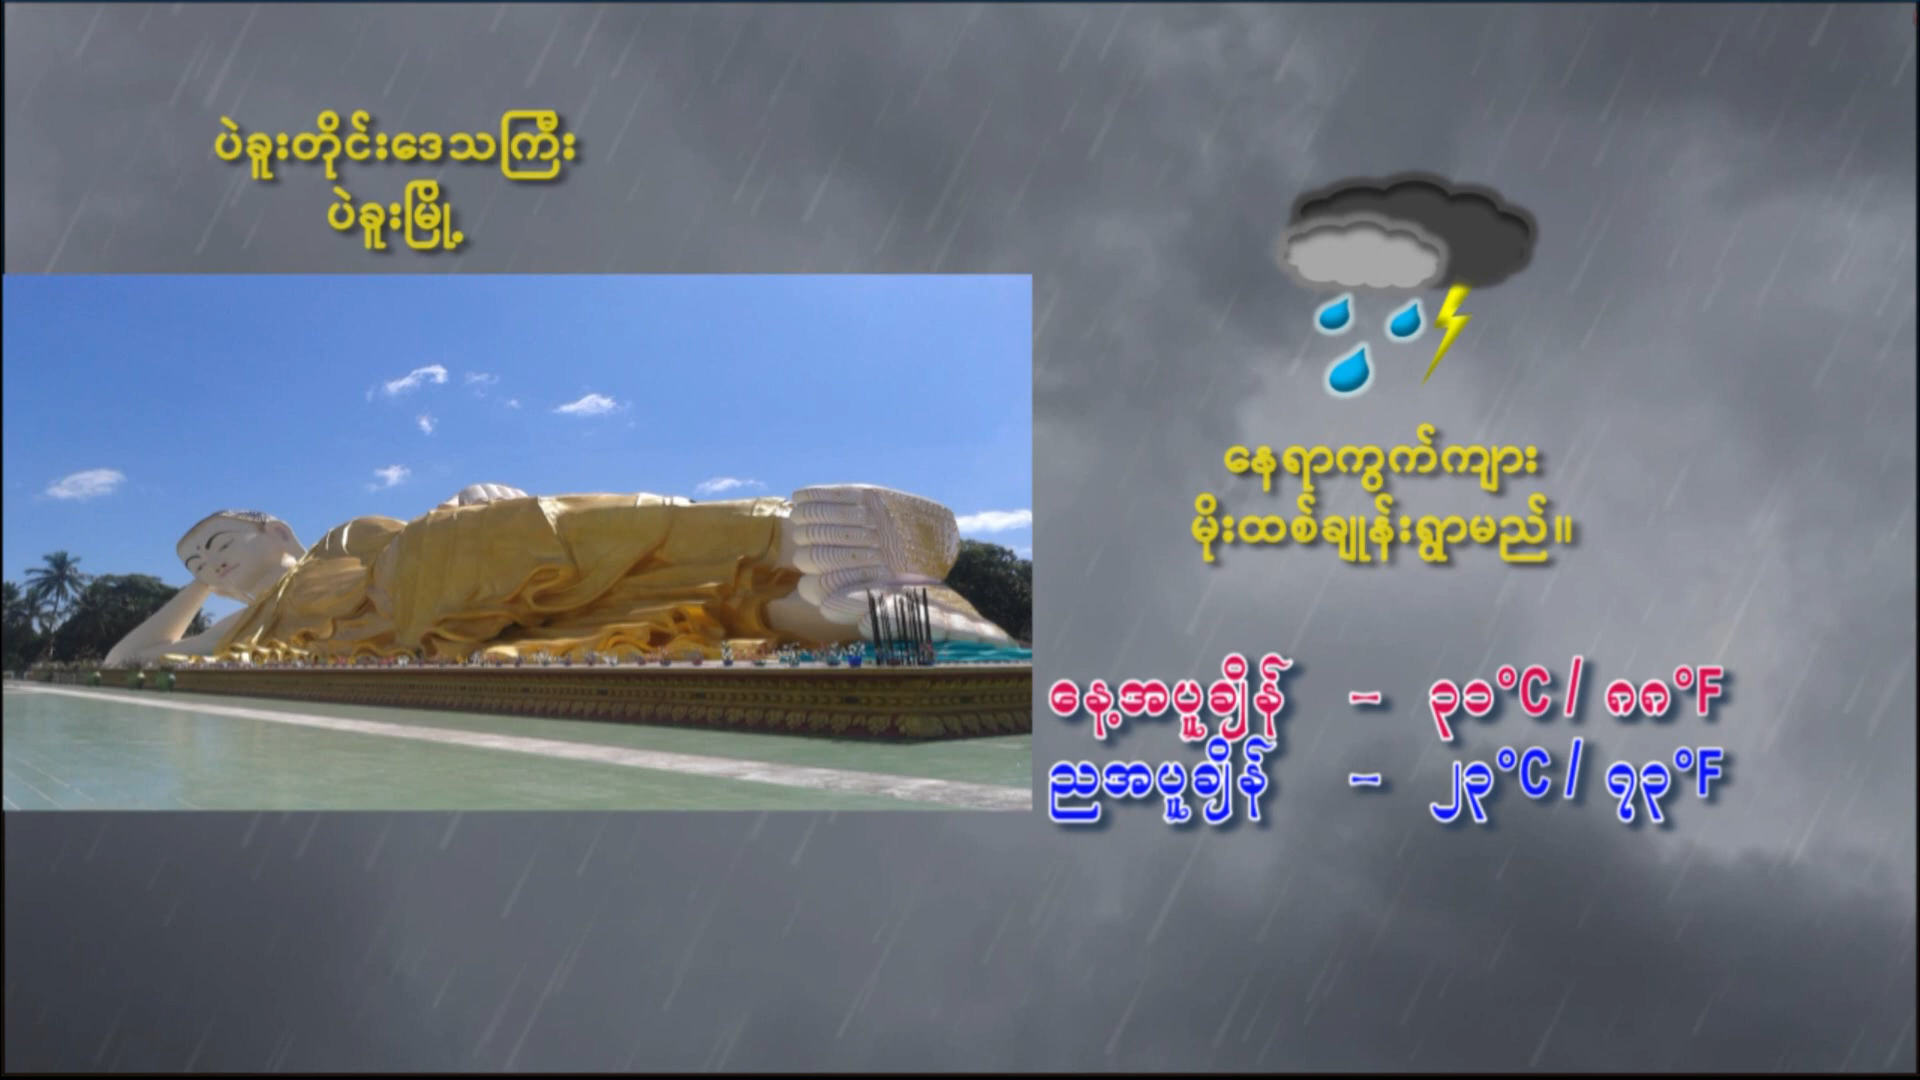 ပဲခူးတိုင်းဒေသကြီး
ပဲခူးမြို့
နေရာကွက်ကျား
မိုးထစ်ချုန်းရွာမည်။
နေ့အပူချိန် - ၃၁°C / ၈၈°F
ညအပူချိန် - ၂၃°C / ၇၃°F